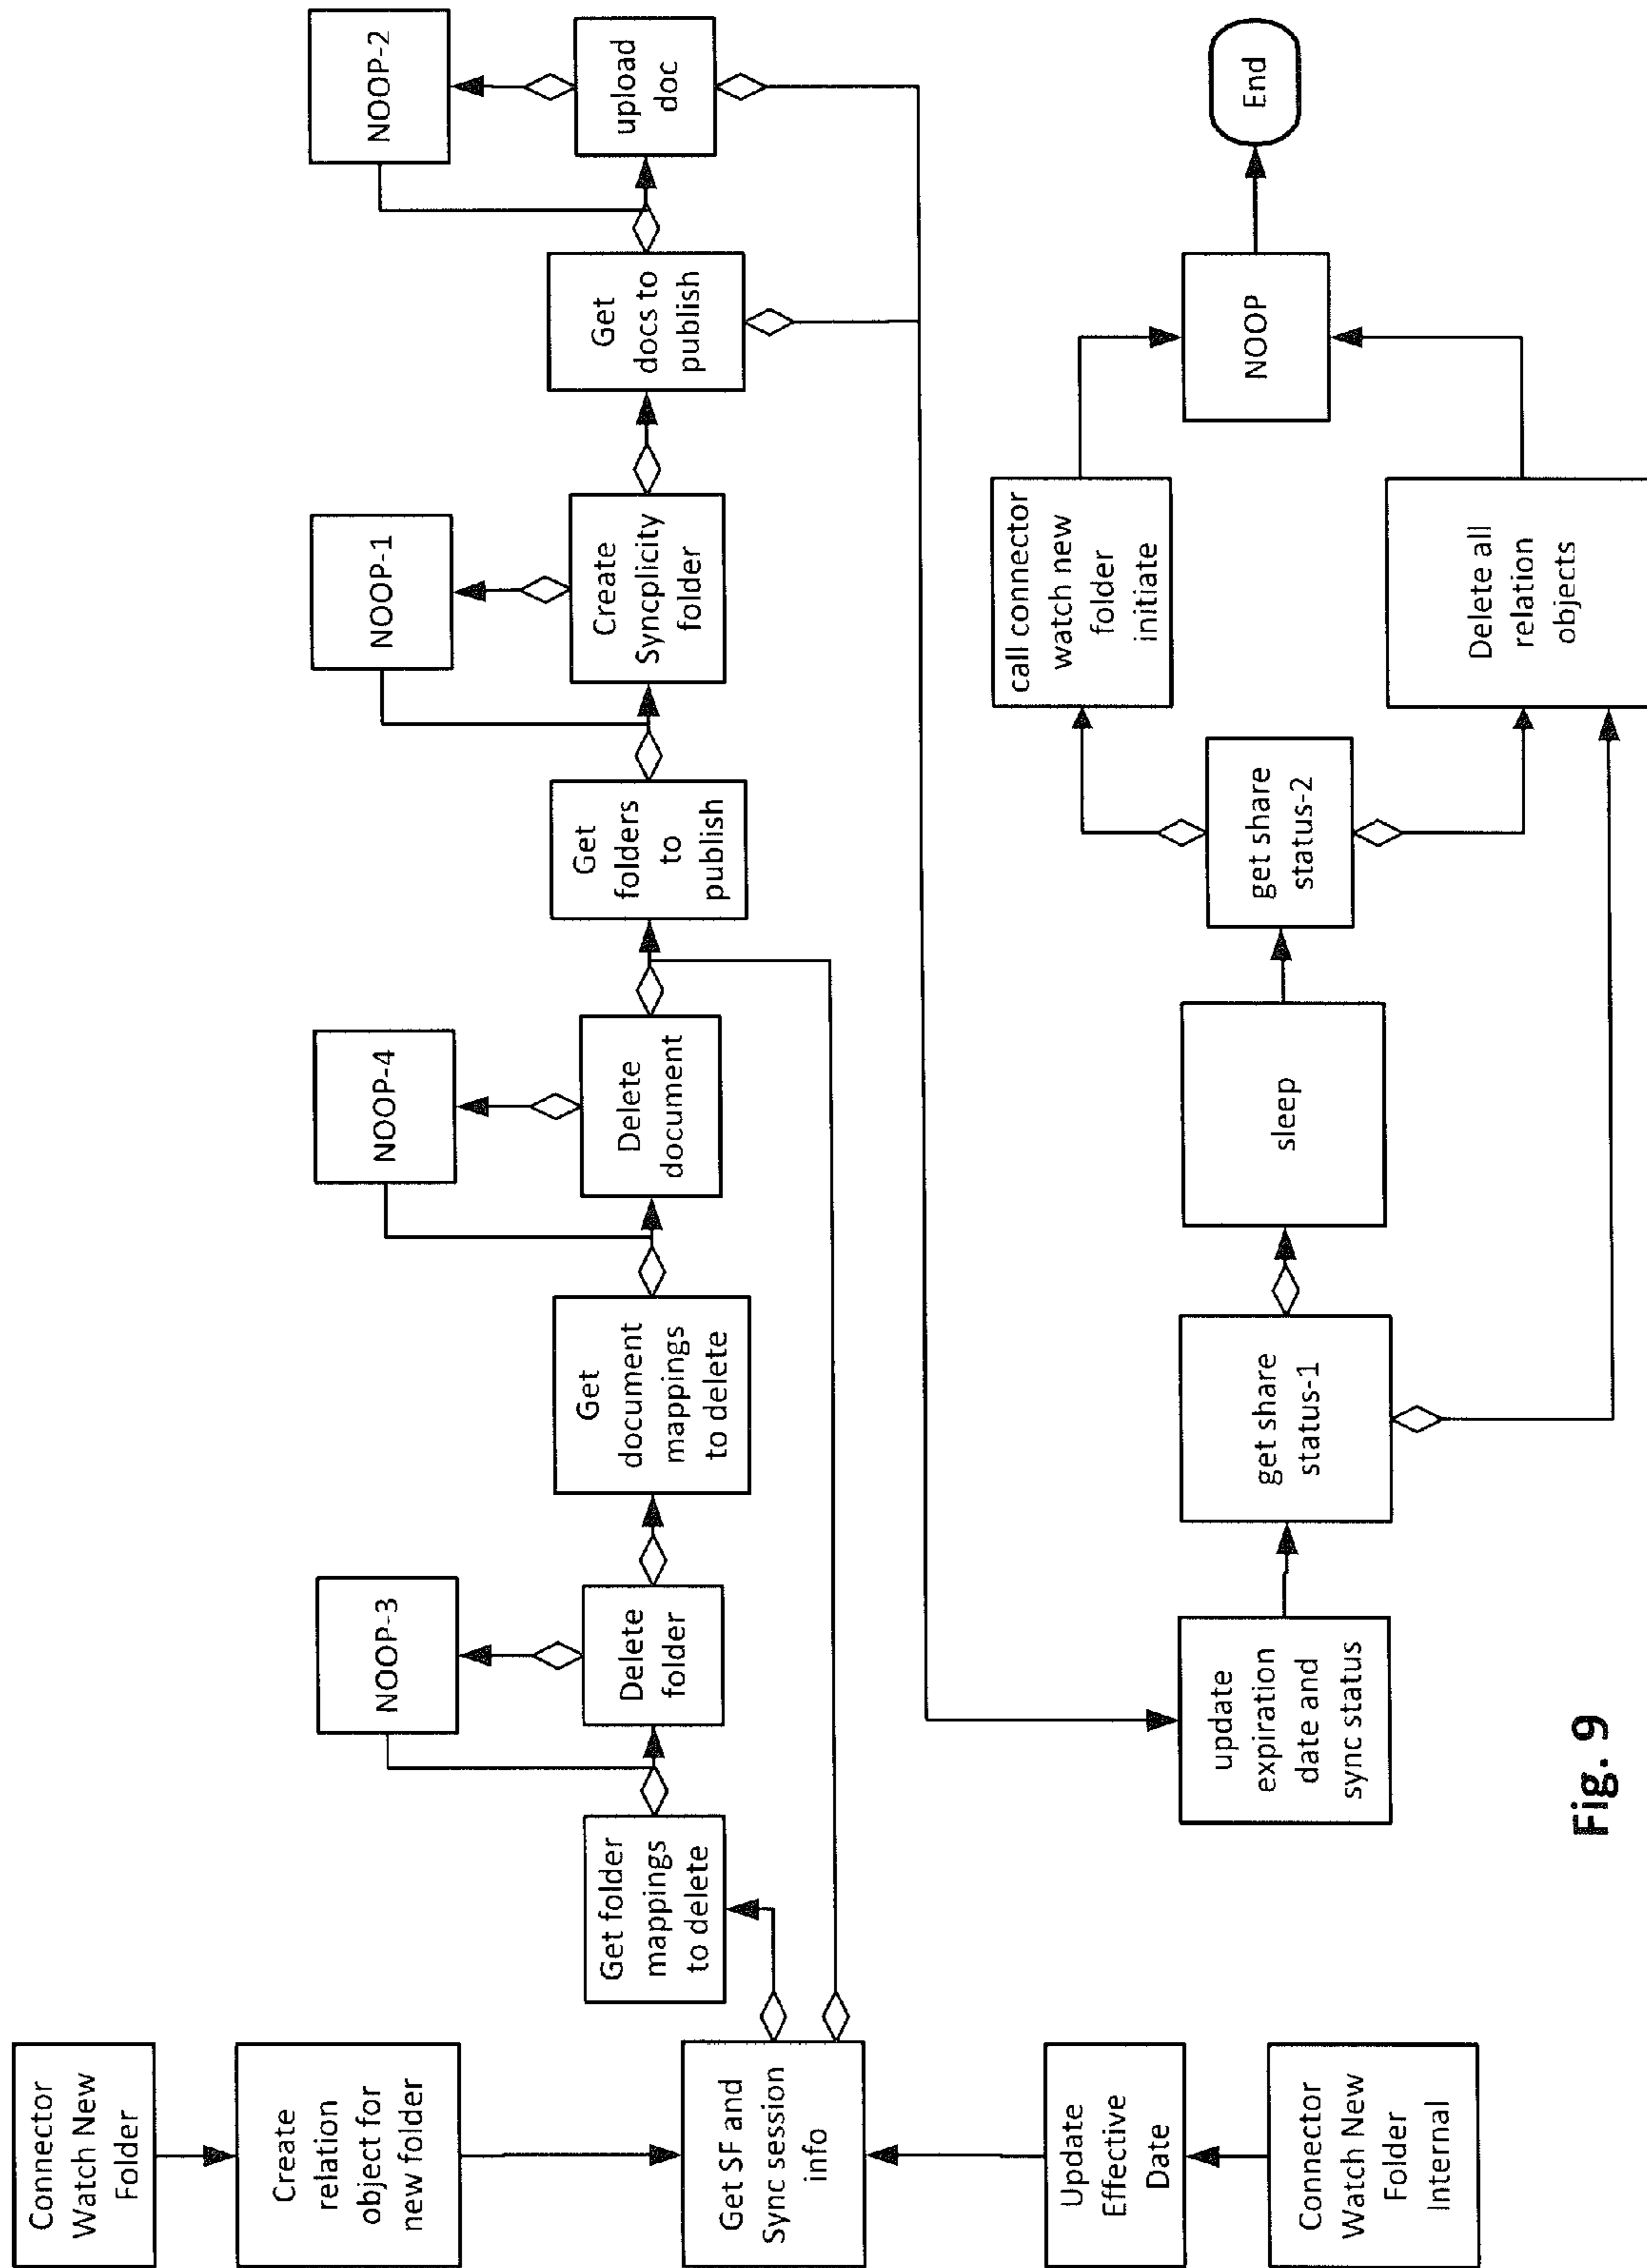 Connector
Watch New
Folder
Create
relation
object for
new folder
Get SF and
Sync session
info
Update
Effective
Date
Connector
Watch New
Folder
Internal
Get folder
mappings
to delete
NOOP-3
Delete
folder
Get
document
mappings
to delete
NOOP-4
Delete
document
Get
folders
to
publish
NOOP-1
Create
Syncplicity
folder
Get
docs to
publish
NOOP-2
upload
doc
update
expiration
date and
sync status
get share
status-1
sleep
get share
status-2
call connector
watch new
folder
initiate
Delete all
relation
objects
NOOP
End
Fig. 9